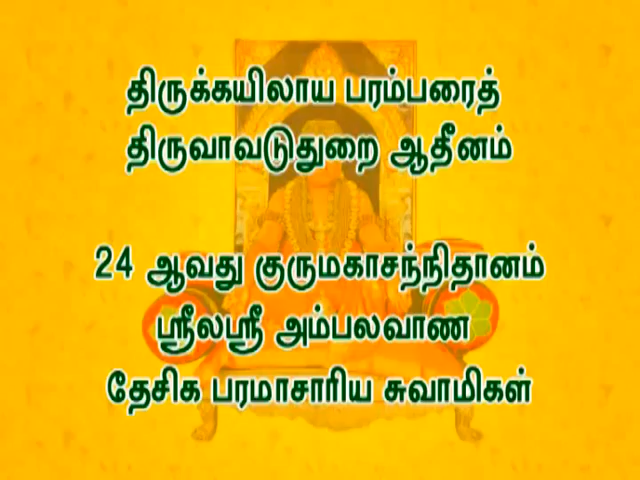 திருக்கயிலாய பரம்பரைத்
திருவாவடுதுறை ஆதீனம்
24 ஆவது குருமகாசந்நிதானம்
ஸ்ரீலஸ்ரீ அம்பலவாண
தேசிக பரமாசாரிய சுவாமிகள்